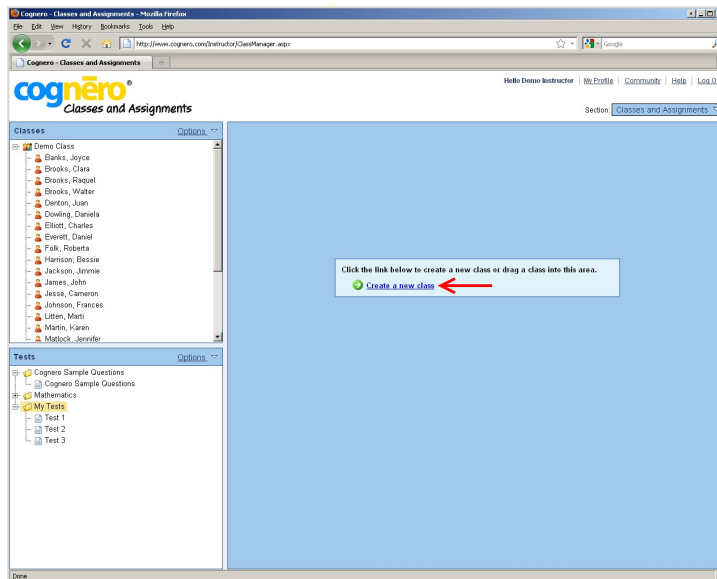 Cognero - Classes and Assignments - Mozilla Firefox
File Edit View History Bookmarks Tools Help
http://www.cognero.com/Instructor/ClassManager.aspx
Google
Cognero - Classes and Assignments
cognēro®
Classes and Assignments
Hello Demo Instructor | My Profile | Community | Help | Log O
Section: Classes and Assignments
Classes Options
Demo Class
Banks, Joyce
Brooks, Clara
Brooks, Raquel
Brooks, Walter
Denton, Juan
Dowling, Daniela
Elliott, Charles
Everett, Daniel
Folk, Roberta
Harrison, Bessie
Jackson, Jimmie
James, John
Jesse, Cameron
Johnson, Frances
Litten, Marti
Martin, Karen
Matlock, Jennifer
Click the link below to create a new class or drag a class into this area.
Create a new class
Tests Options
Cognero Sample Questions
Cognero Sample Questions
Mathematics
My Tests
Test 1
Test 2
Test 3
Done